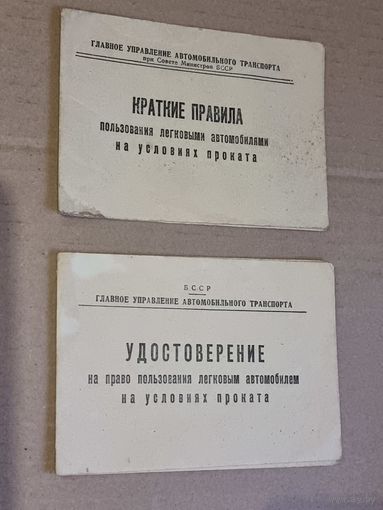 ГЛАВНОЕ УПРАВЛЕНИЕ АВТОМОБИЛЬНОГО ТРАНСПОРТА
при Совете Министров БССР
КРАТКИЕ ПРАВИЛА
пользования легковыми автомобилями
на условиях проката
БССР
ГЛАВНОЕ УПРАВЛЕНИЕ АВТОМОБИЛЬНОГО ТРАНСПОРТА
УДОСТОВЕРЕНИЕ
на право пользования легковым автомобилем
на условиях проката